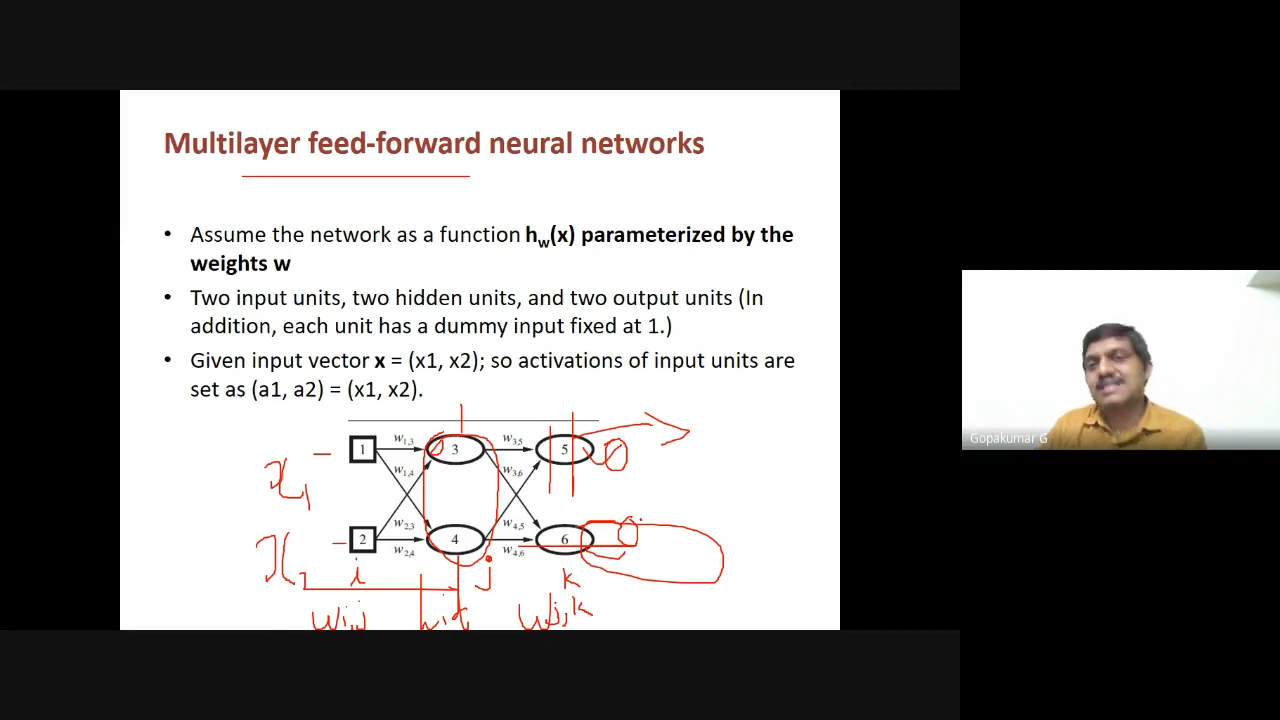 Multilayer feed-forward neural networks
• Assume the network as a function hw(x) parameterized by the
weights w
• Two input units, two hidden units, and two output units (In
addition, each unit has a dummy input fixed at 1.)
• Given input vector x = (x1, x2); so activations of input units are
set as (a1, a2) = (x1, x2).
1 w1,3 3 w3,5 5
w1,4 w3,6
x1
w2,3 w4,5
2 w2,4 4 w4,6 6
x2
i j k
wi,j wj,k
Gopakumar G